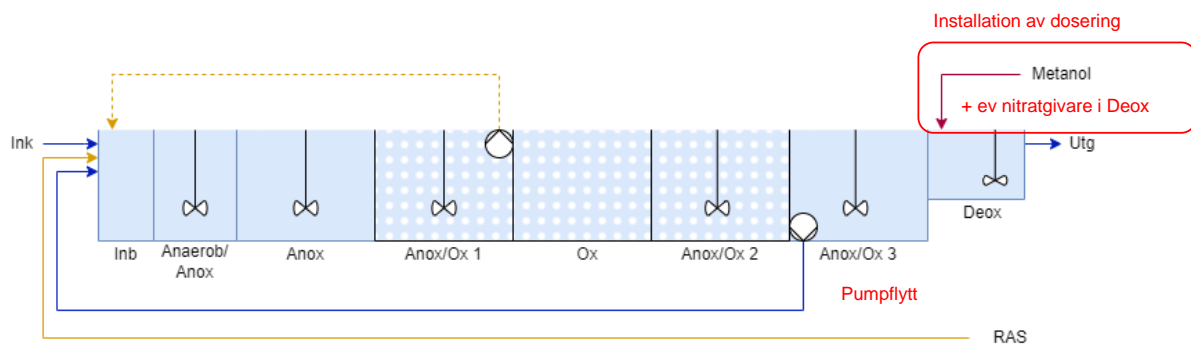 Installation av dosering
Metanol
+ ev nitratgivare i Deox
Ink
Utg
Inb
Anaerob/
Anox
Anox
Anox/Ox 1
Ox
Anox/Ox 2
Anox/Ox 3
Deox
Pumpflytt
RAS